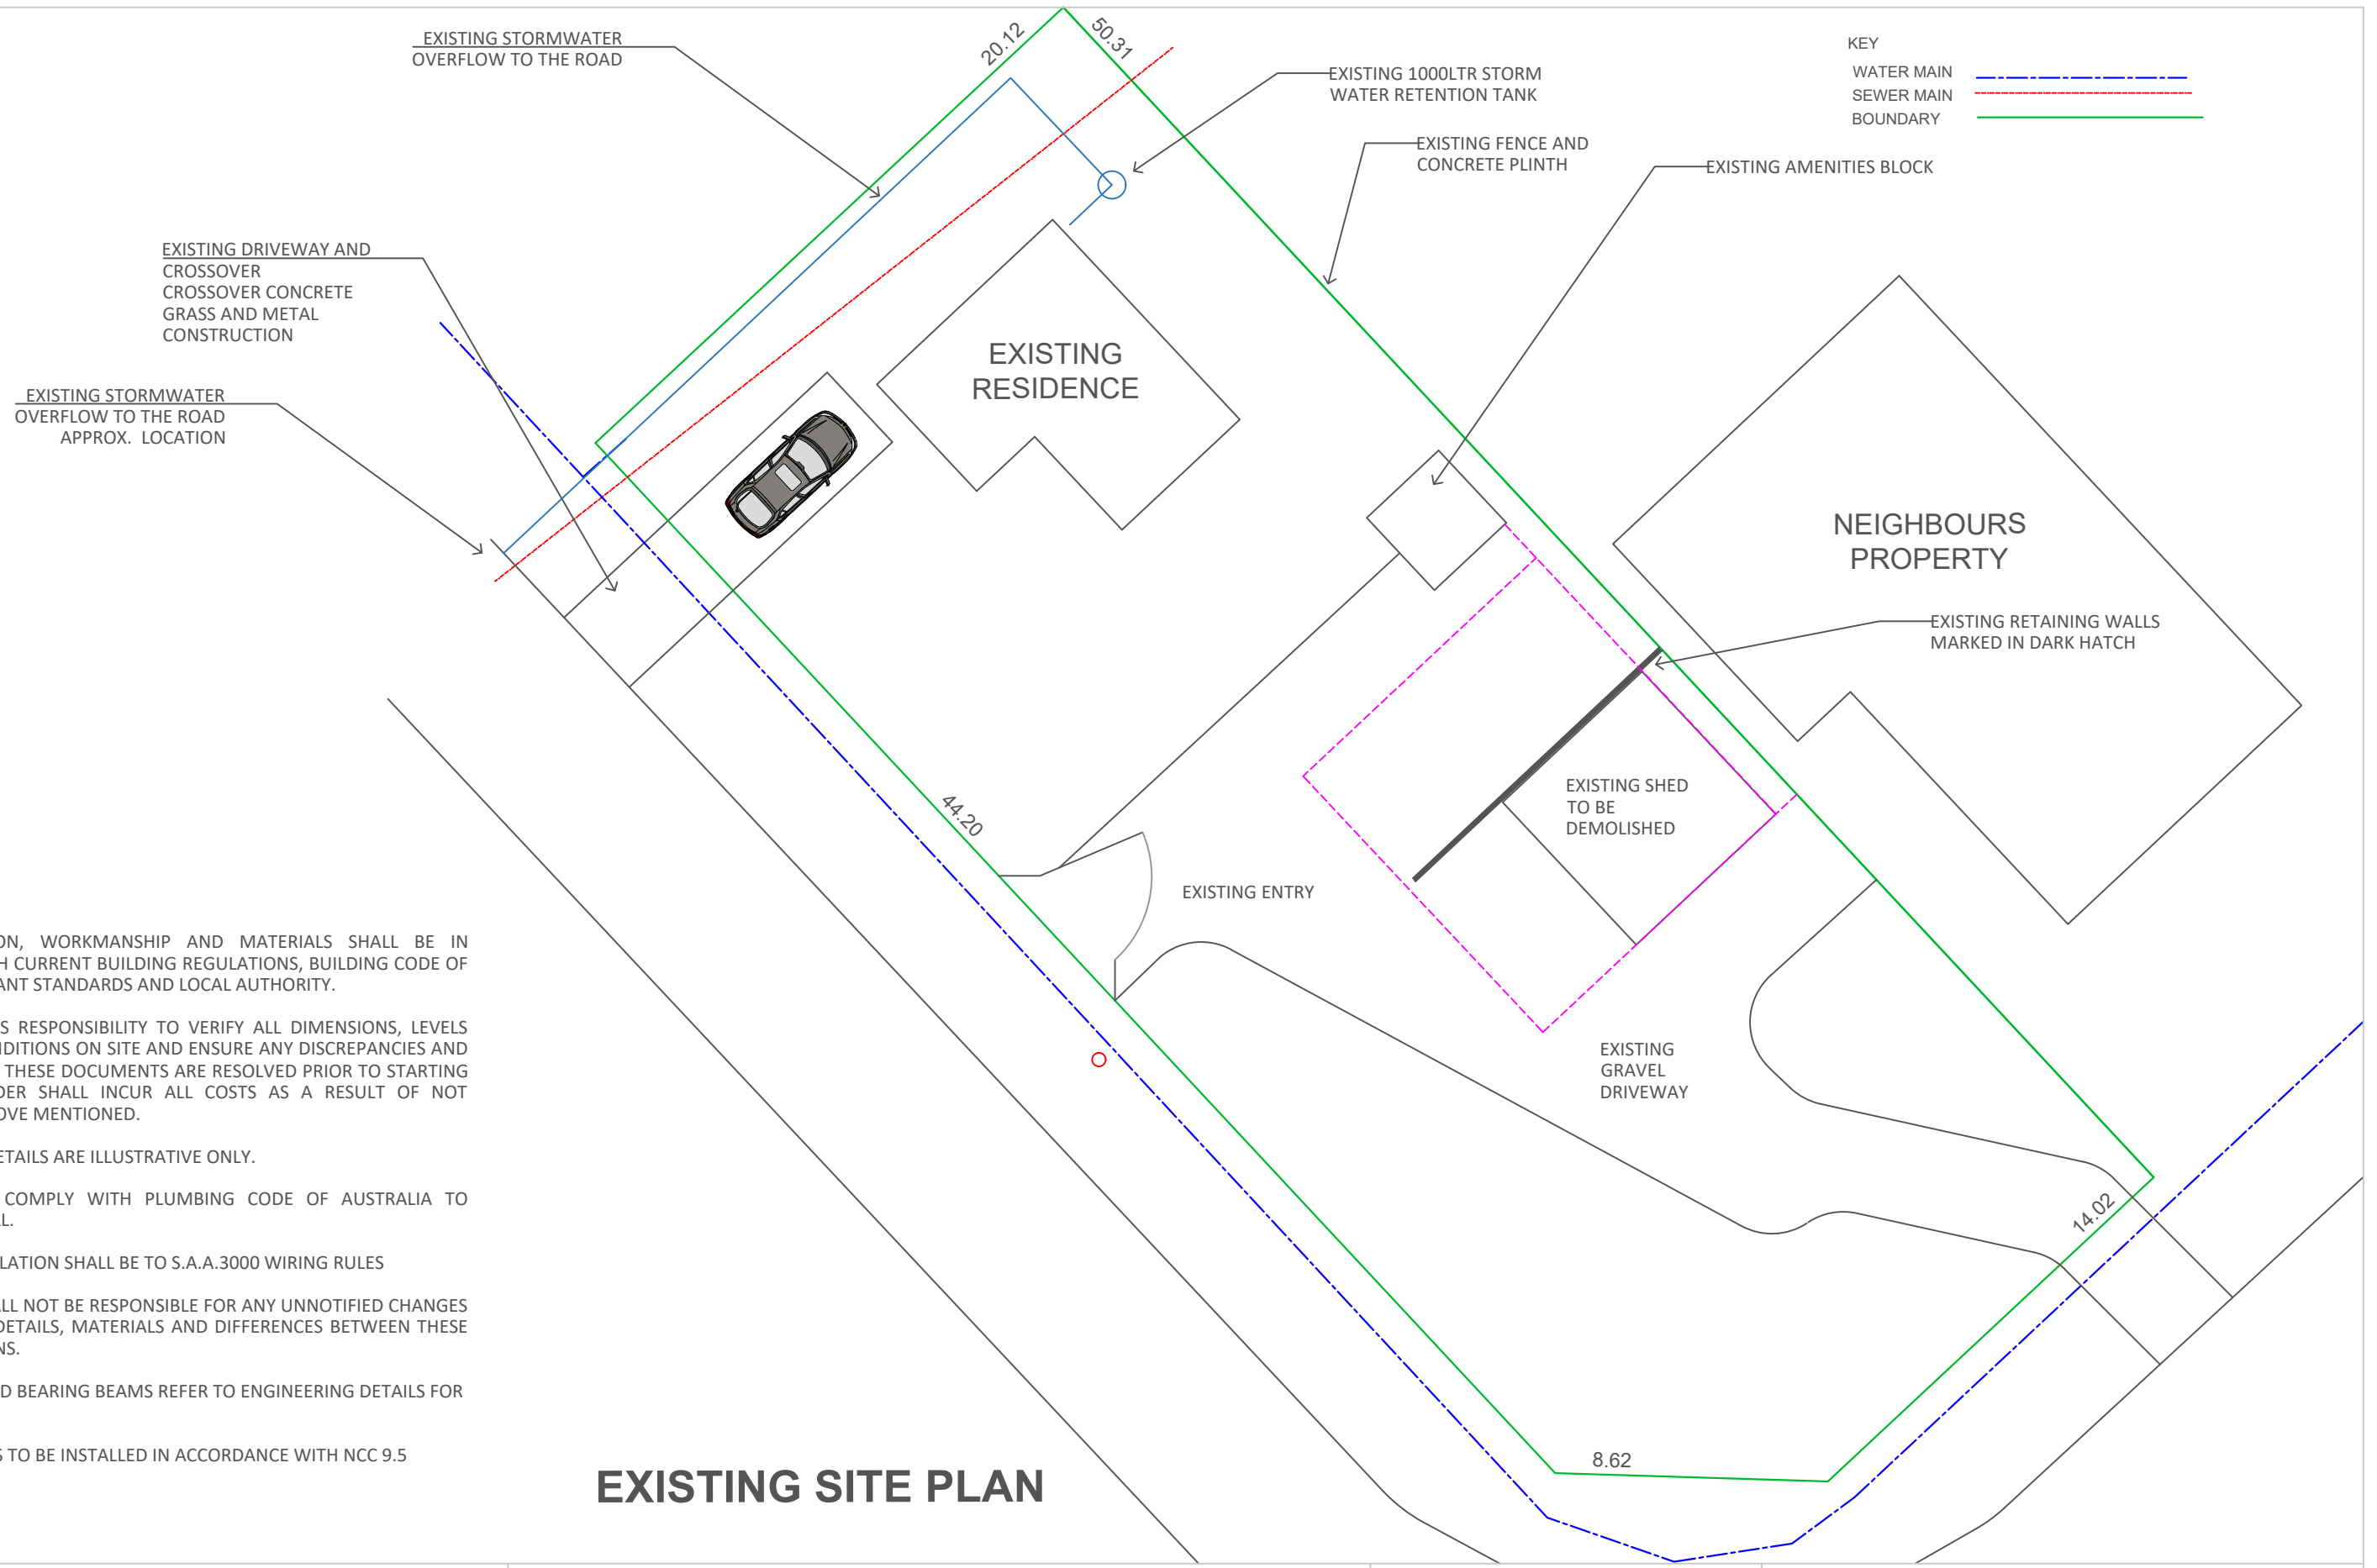 EXISTING STORMWATER
OVERFLOW TO THE ROAD
20.12
50.31
EXISTING 1000LTR STORM
WATER RETENTION TANK
KEY
WATER MAIN
SEWER MAIN
BOUNDARY
EXISTING FENCE AND
CONCRETE PLINTH
EXISTING AMENITIES BLOCK
EXISTING DRIVEWAY AND
CROSSOVER
CROSSOVER CONCRETE
GRASS AND METAL
CONSTRUCTION
EXISTING
RESIDENCE
EXISTING STORMWATER
OVERFLOW TO THE ROAD
APPROX. LOCATION
NEIGHBOURS
PROPERTY
EXISTING RETAINING WALLS
MARKED IN DARK HATCH
44.20
EXISTING SHED
TO BE
DEMOLISHED
EXISTING ENTRY
EXISTING
GRAVEL
DRIVEWAY
14.02
8.62
ON, WORKMANSHIP AND MATERIALS SHALL BE IN
H CURRENT BUILDING REGULATIONS, BUILDING CODE OF
ANT STANDARDS AND LOCAL AUTHORITY.
S RESPONSIBILITY TO VERIFY ALL DIMENSIONS, LEVELS
NDITIONS ON SITE AND ENSURE ANY DISCREPANCIES AND
THESE DOCUMENTS ARE RESOLVED PRIOR TO STARTING
DER SHALL INCUR ALL COSTS AS A RESULT OF NOT
OVE MENTIONED.
ETAILS ARE ILLUSTRATIVE ONLY.
COMPLY WITH PLUMBING CODE OF AUSTRALIA TO
AL.
LATION SHALL BE TO S.A.A.3000 WIRING RULES
ALL NOT BE RESPONSIBLE FOR ANY UNNOTIFIED CHANGES
DETAILS, MATERIALS AND DIFFERENCES BETWEEN THESE
NS.
D BEARING BEAMS REFER TO ENGINEERING DETAILS FOR
S TO BE INSTALLED IN ACCORDANCE WITH NCC 9.5
EXISTING SITE PLAN